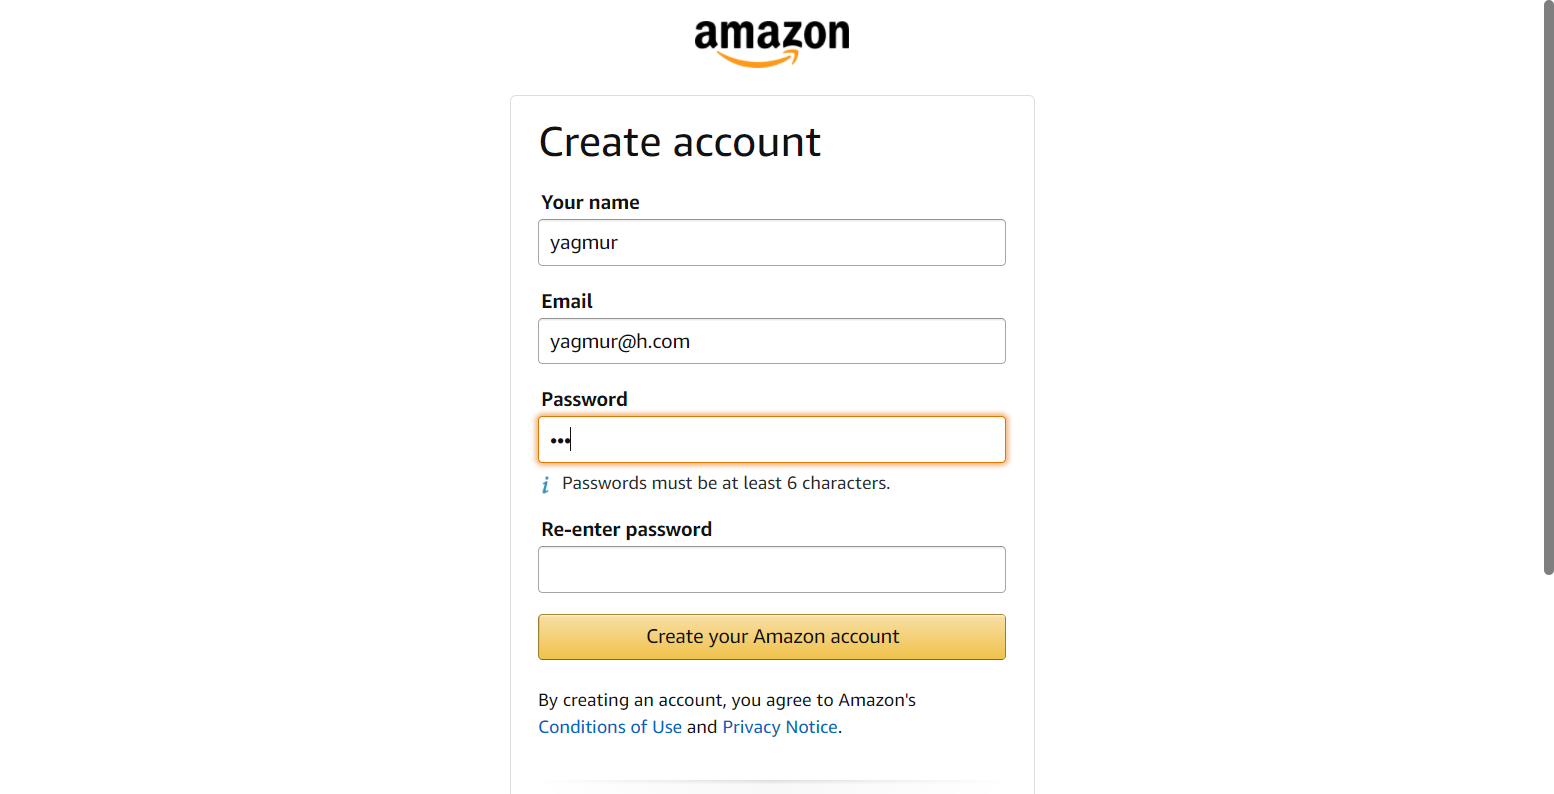 amazon
Create account
Your name
yagmur
Email
yagmur@h.com
Password
•••
i Passwords must be at least 6 characters.
Re-enter password
Create your Amazon account
By creating an account, you agree to Amazon's
Conditions of Use and Privacy Notice.